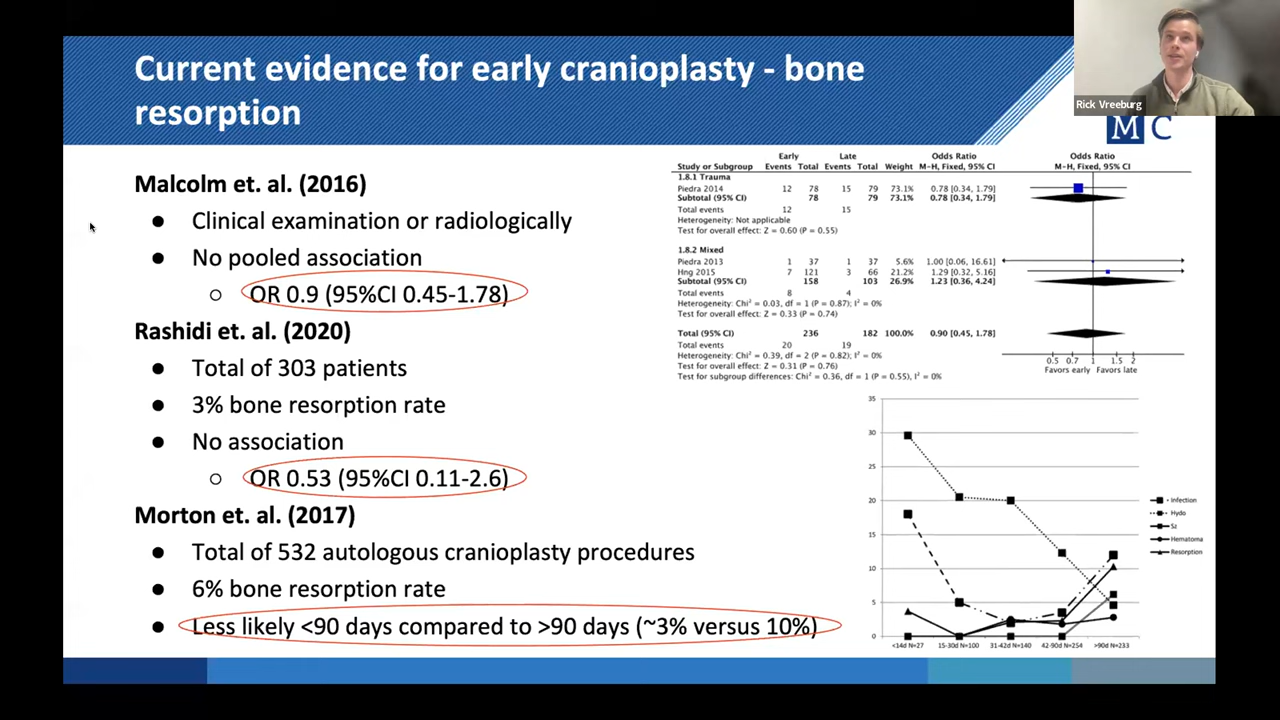 Current evidence for early cranioplasty - bone
resorption
Rick Vreeburg
M C
Malcolm et. al. (2016)
● Clinical examination or radiologically
● No pooled association
○ OR 0.9 (95%CI 0.45-1.78)
Rashidi et. al. (2020)
● Total of 303 patients
● 3% bone resorption rate
● No association
○ OR 0.53 (95%CI 0.11-2.6)
Morton et. al. (2017)
● Total of 532 autologous cranioplasty procedures
● 6% bone resorption rate
● Less likely <90 days compared to >90 days (~3% versus 10%)
Early Late Odds Ratio Odds Ratio
Study or Subgroup Events Total Events Total Weight M-H, Fixed, 95% CI M-H, Fixed, 95% CI
1.8.1 Trauma
Piedra 2014 12 78 15 79 73.1% 0.78 [0.34, 1.79]
Subtotal (95% CI) 78 79 73.1% 0.78 [0.34, 1.79]
Total events 12 15
Heterogeneity: Not applicable
Test for overall effect: Z = 0.60 (P = 0.55)
1.8.2 Mixed
Piedra 2013 1 37 1 37 5.6% 1.00 [0.06, 16.61]
Hng 2015 7 121 3 66 21.2% 1.29 [0.32, 5.16]
Subtotal (95% CI) 158 103 26.9% 1.23 [0.36, 4.24]
Total events 8 4
Heterogeneity: Chi² = 0.03, df = 1 (P = 0.87); I² = 0%
Test for overall effect: Z = 0.33 (P = 0.74)
Total (95% CI) 236 182 100.0% 0.90 [0.45, 1.78]
Total events 20 19
Heterogeneity: Chi² = 0.39, df = 2 (P = 0.82); I² = 0%
Test for overall effect: Z = 0.31 (P = 0.76)
Test for subgroup differences: Chi² = 0.36, df = 1 (P = 0.55), I² = 0%
0.5 0.7 1 1.5 2
Favors early Favors late
35
30
25
20
15
10
5
0
<14d N=27 15-30d N=100 31-42d N=140 42-90d N=254 >90d N=233
Infection
Hydo
Sz
Hematoma
Resorption